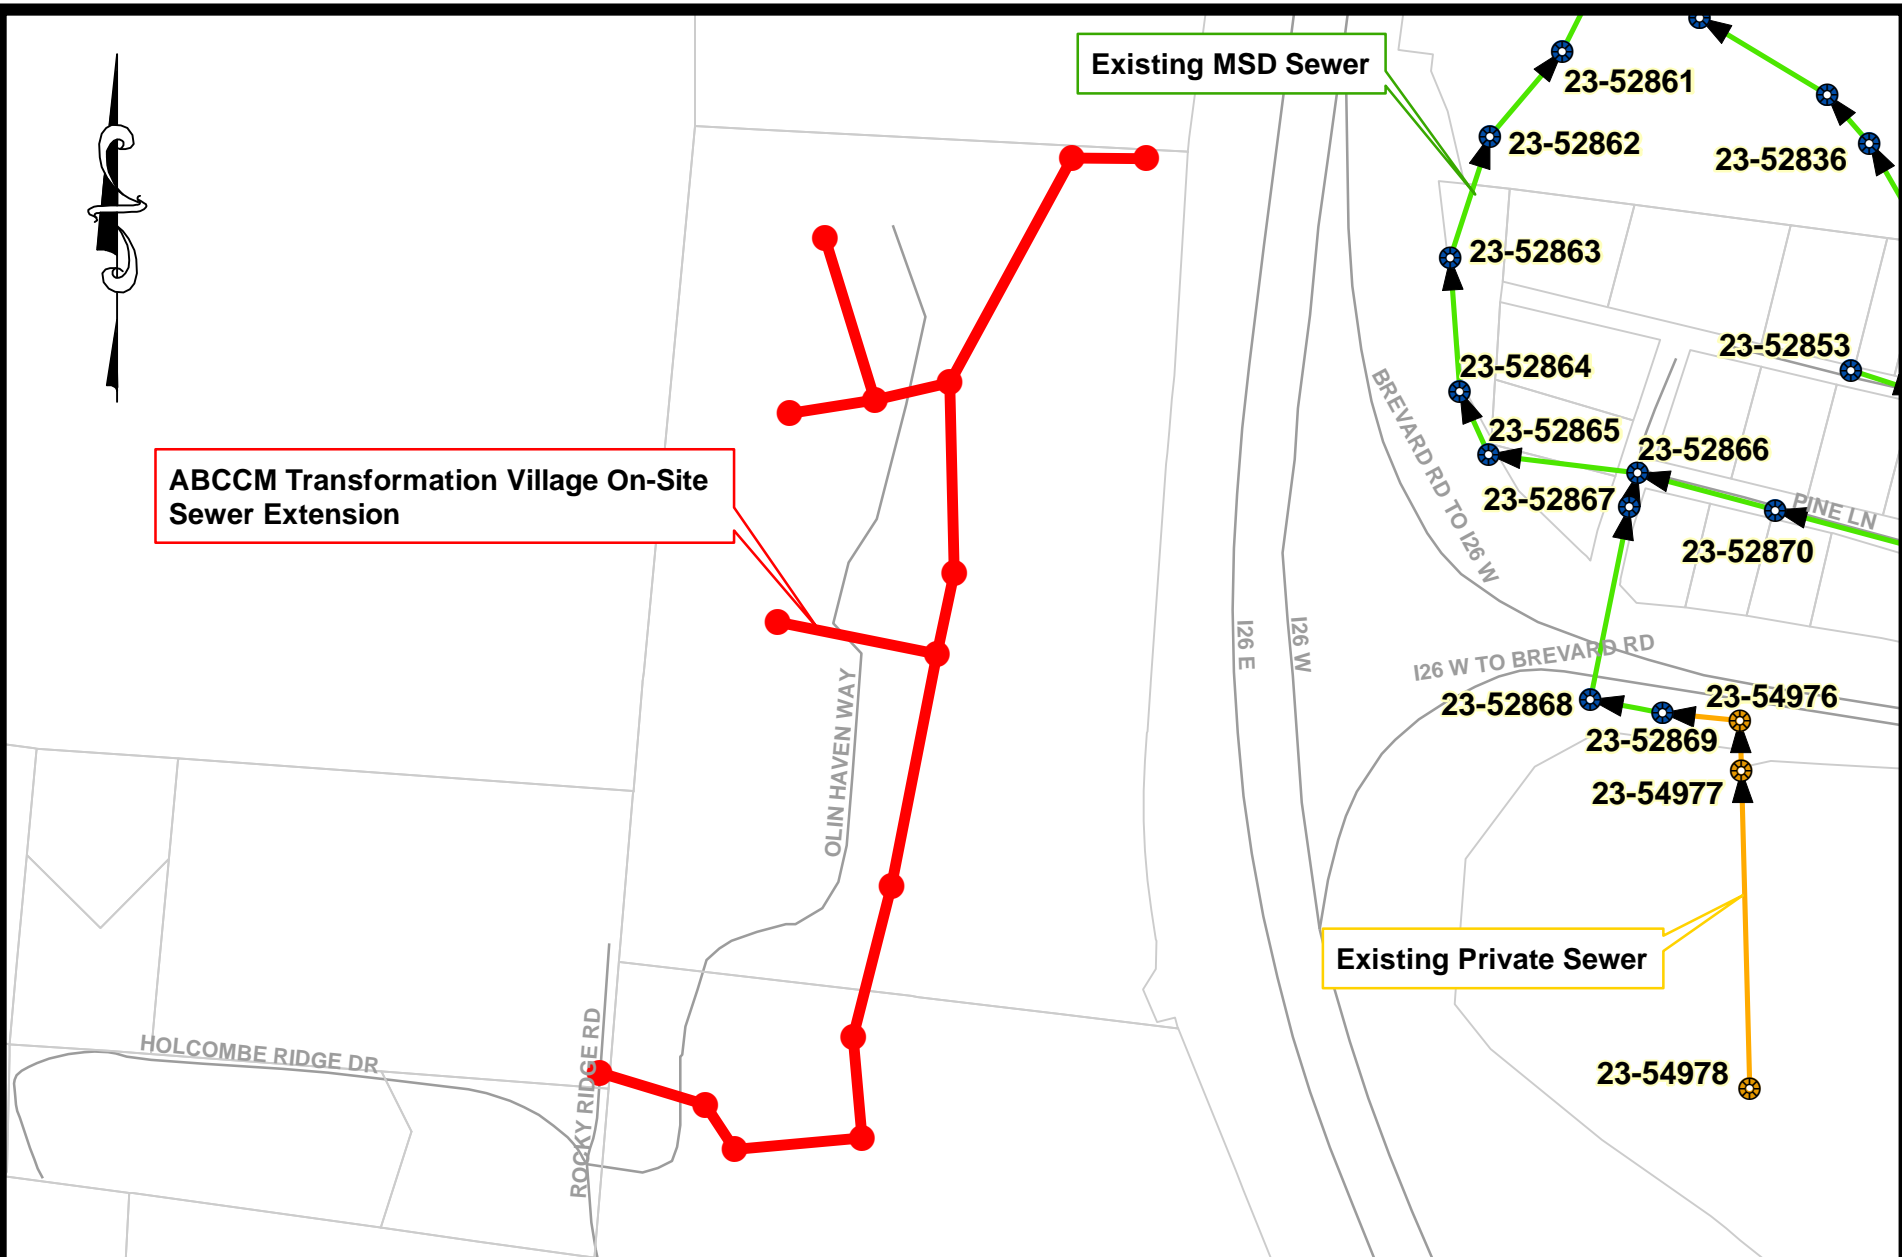 Existing MSD Sewer
23-52861
23-52862
23-52836
23-52863
23-52853
23-52864
BREVARD RD TO I26 W
23-52865
23-52866
ABCCM Transformation Village On-Site
Sewer Extension
23-52867
PINE LN
23-52870
I26 E
I26 W
I26 W TO BREVARD RD
OLIN HAVEN WAY
23-52868
23-54976
23-52869
23-54977
Existing Private Sewer
HOLCOMBE RIDGE DR
ROCKY RIDGE RD
23-54978